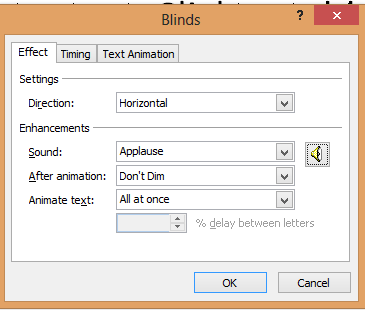 Blinds
?
Effect Timing Text Animation
Settings
Direction: Horizontal
Enhancements
Sound: Applause
After animation: Don't Dim
Animate text: All at once
% delay between letters
OK Cancel